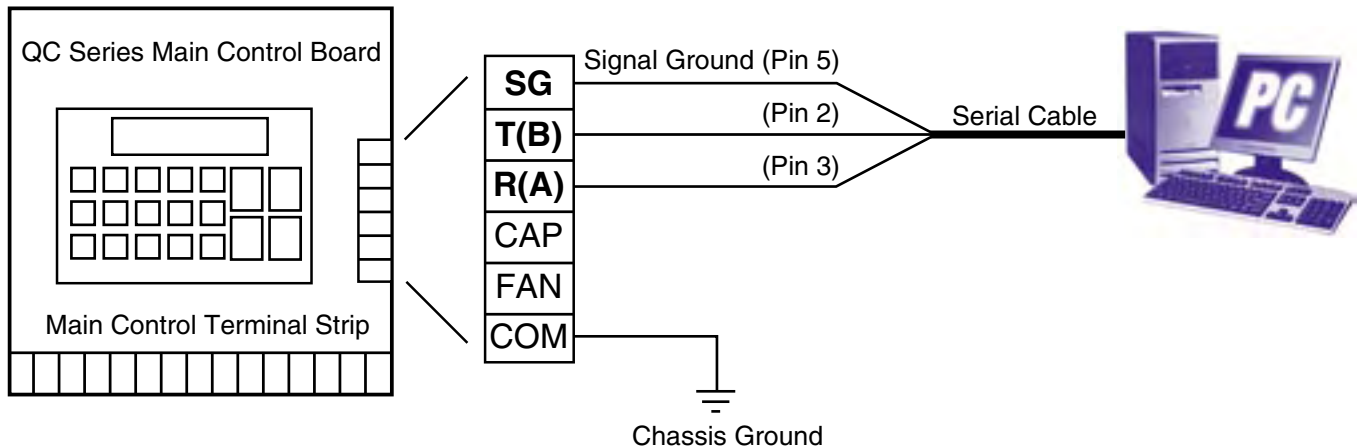 QC Series Main Control Board
Main Control Terminal Strip
SG
T(B)
R(A)
CAP
FAN
COM
Signal Ground (Pin 5)
(Pin 2)
(Pin 3)
Serial Cable
PC
Chassis Ground